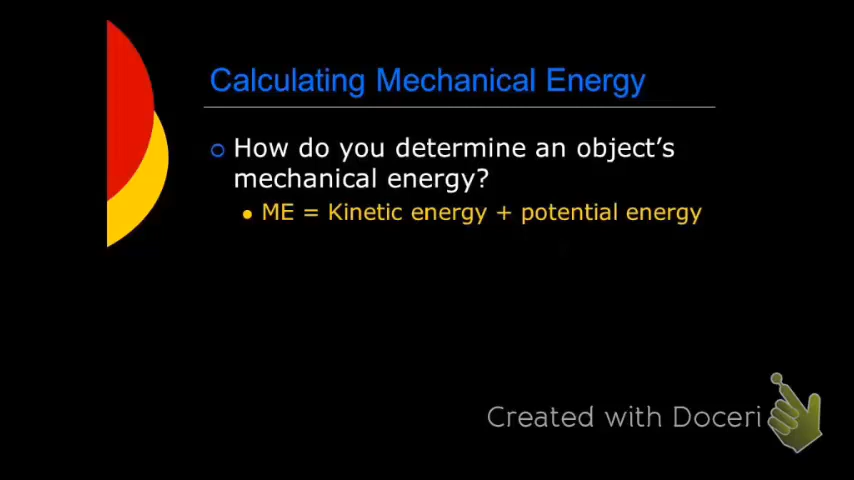 Calculating Mechanical Energy
How do you determine an object's
mechanical energy?
ME = Kinetic energy + potential energy
Created with Doceri